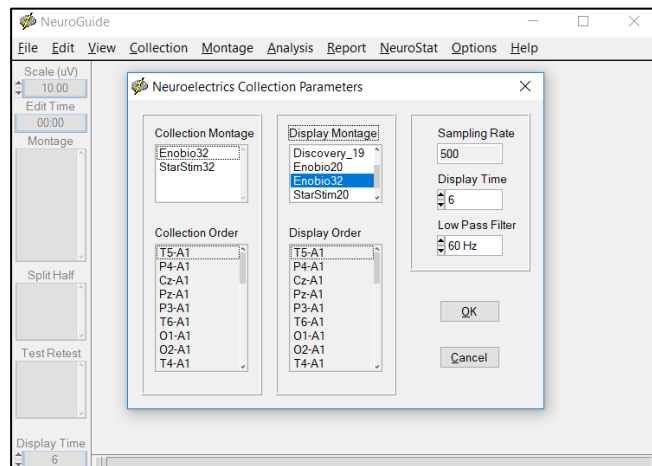 NeuroGuide
File Edit View Collection Montage Analysis Report NeuroStat Options Help
Scale (uV)
10.00
Edit Time
00:00
Montage
Split Half
Test Retest
Display Time
6
Neuroelectrics Collection Parameters
Collection Montage
Enobio32
StarStim32
Display Montage
Discovery_19
Enobio20
Enobio32
StarStim20
Sampling Rate
500
Display Time
6
Low Pass Filter
60 Hz
Collection Order
T5-A1
P4-A1
Cz-A1
Pz-A1
P3-A1
T6-A1
O1-A1
O2-A1
T4-A1
Display Order
T5-A1
P4-A1
Cz-A1
Pz-A1
P3-A1
T6-A1
O1-A1
O2-A1
T4-A1
OK
Cancel